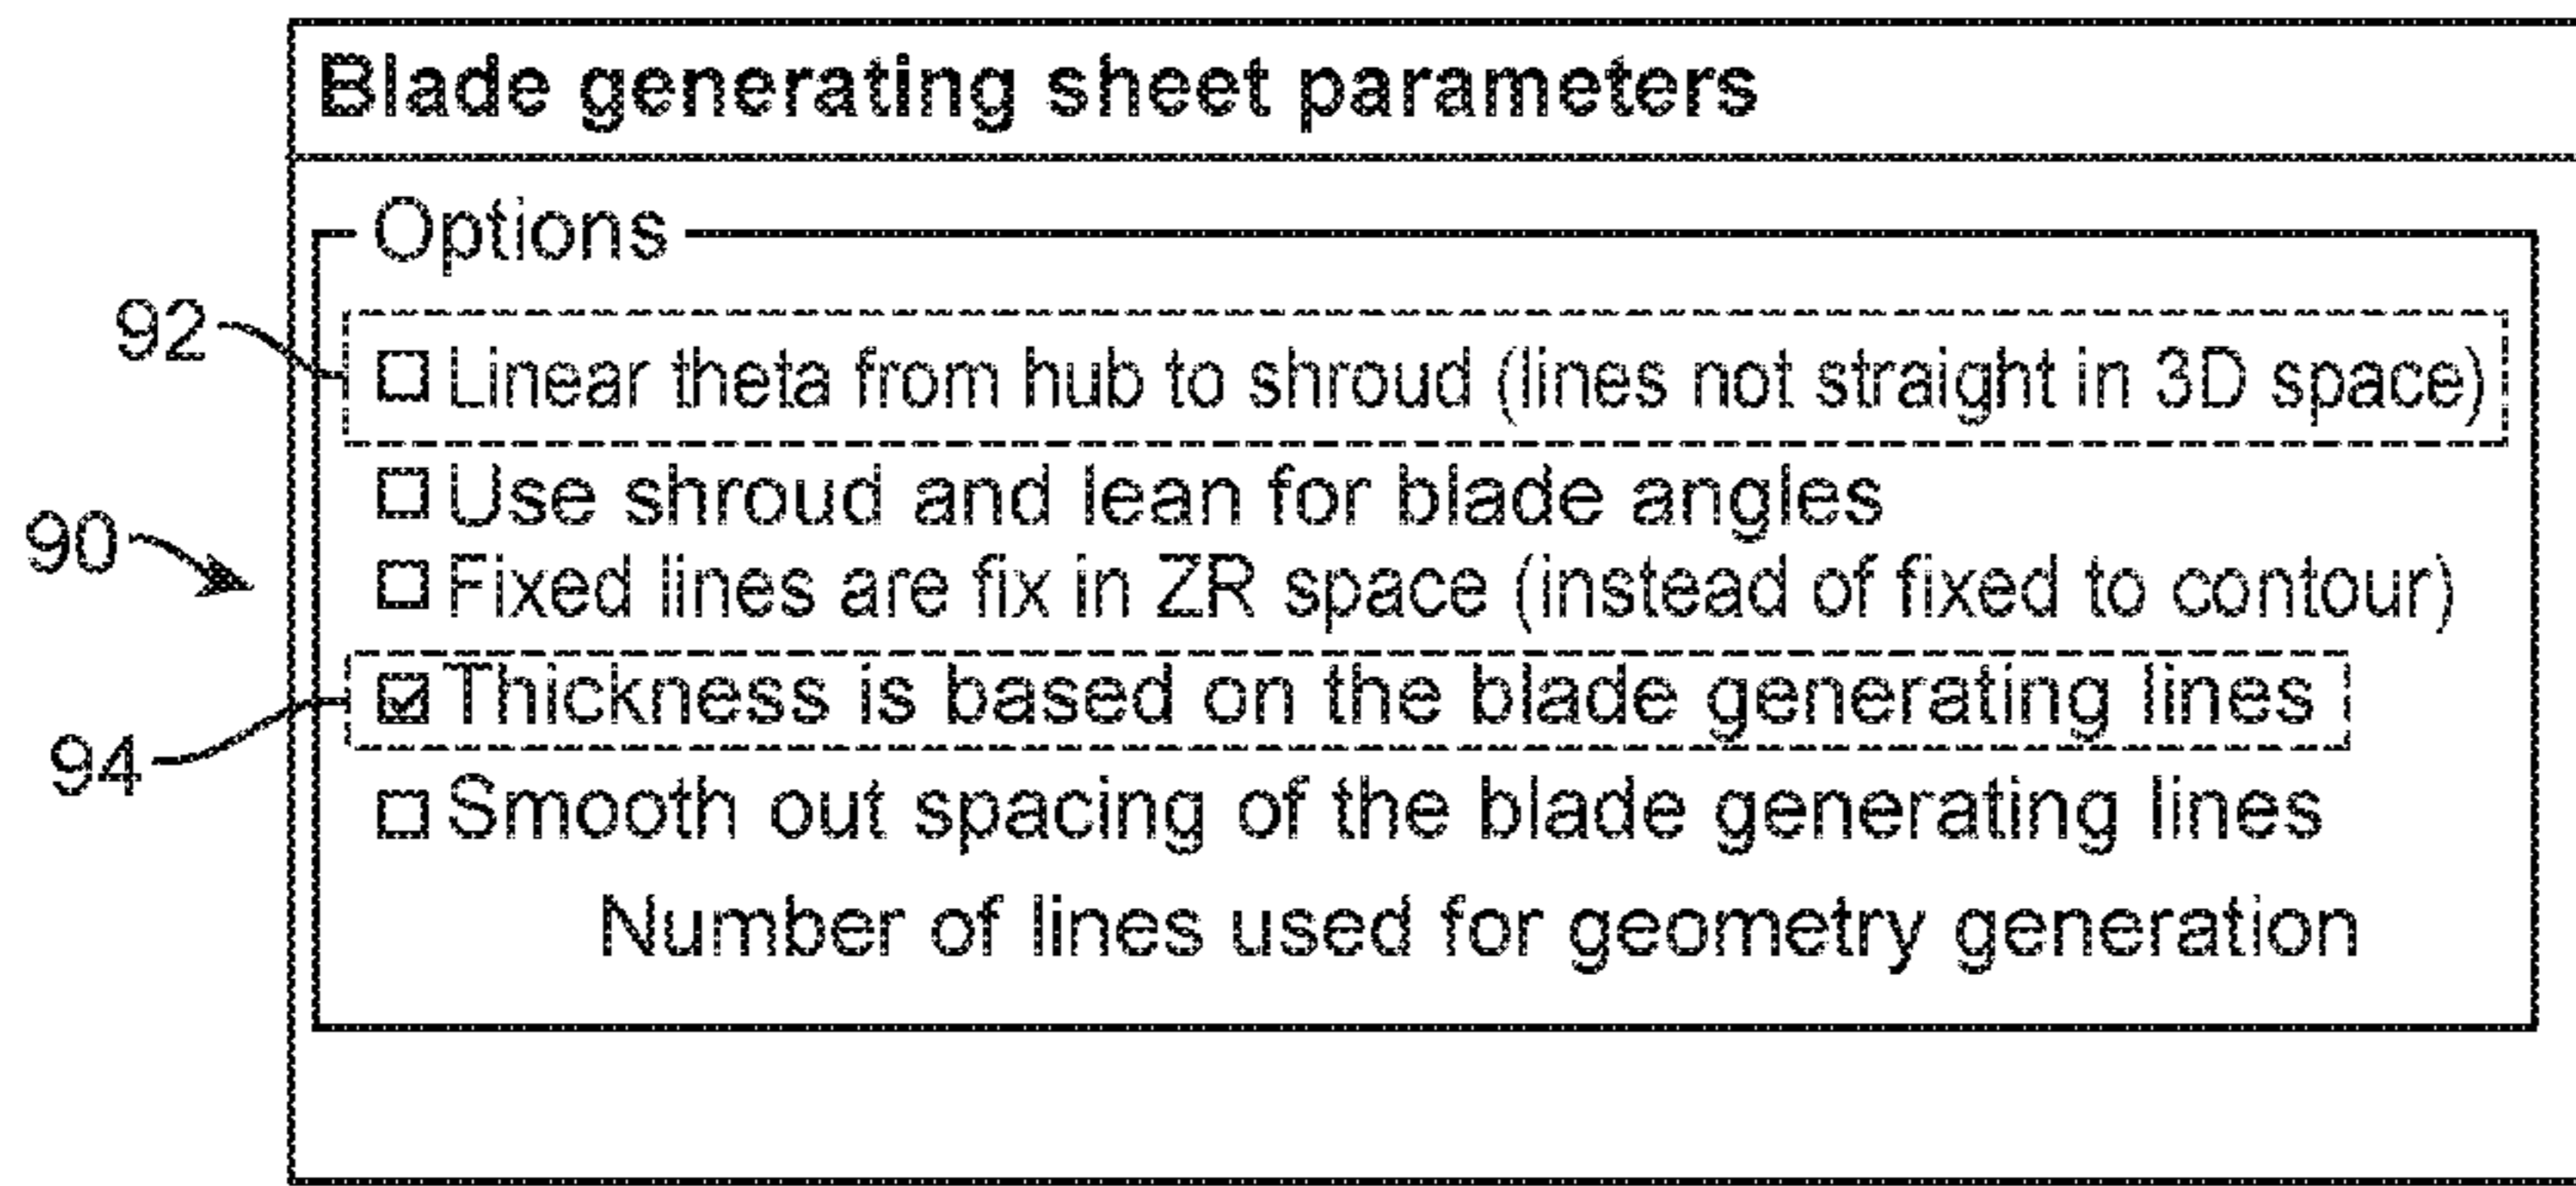 Blade generating sheet parameters
Options
92
Linear theta from hub to shroud (lines not straight in 3D space)
Use shroud and lean for blade angles
90
Fixed lines are fix in ZR space (instead of fixed to contour)
Thickness is based on the blade generating lines
94
Smooth out spacing of the blade generating lines
Number of lines used for geometry generation